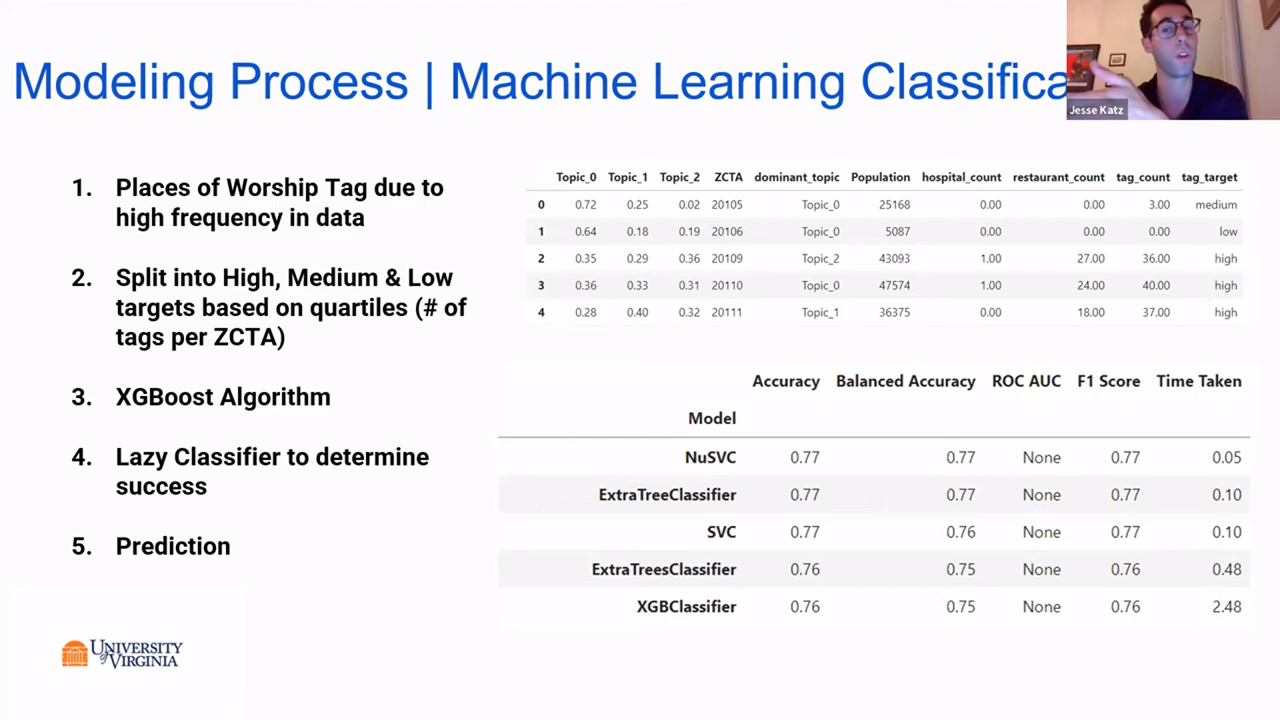 Modeling Process | Machine Learning Classifica
Jesse Katz
1. Places of Worship Tag due to
high frequency in data
2. Split into High, Medium & Low
targets based on quartiles (# of
tags per ZCTA)
3. XGBoost Algorithm
4. Lazy Classifier to determine
success
5. Prediction
Topic_0 Topic_1 Topic_2 ZCTA dominant_topic Population hospital_count restaurant_count tag_count tag_target
0 0.72 0.25 0.02 20105 Topic_0 25168 0.00 0.00 3.00 medium
1 0.64 0.18 0.19 20106 Topic_0 5087 0.00 0.00 0.00 low
2 0.35 0.29 0.36 20109 Topic_2 43093 1.00 27.00 36.00 high
3 0.36 0.33 0.31 20110 Topic_0 47574 1.00 24.00 40.00 high
4 0.28 0.40 0.32 20111 Topic_1 36375 0.00 18.00 37.00 high
Accuracy Balanced Accuracy ROC AUC F1 Score Time Taken
Model
NuSVC 0.77 0.77 None 0.77 0.05
ExtraTreeClassifier 0.77 0.77 None 0.77 0.10
SVC 0.77 0.76 None 0.77 0.10
ExtraTreesClassifier 0.76 0.75 None 0.76 0.48
XGBClassifier 0.76 0.75 None 0.76 2.48
UNIVERSITY
of VIRGINIA